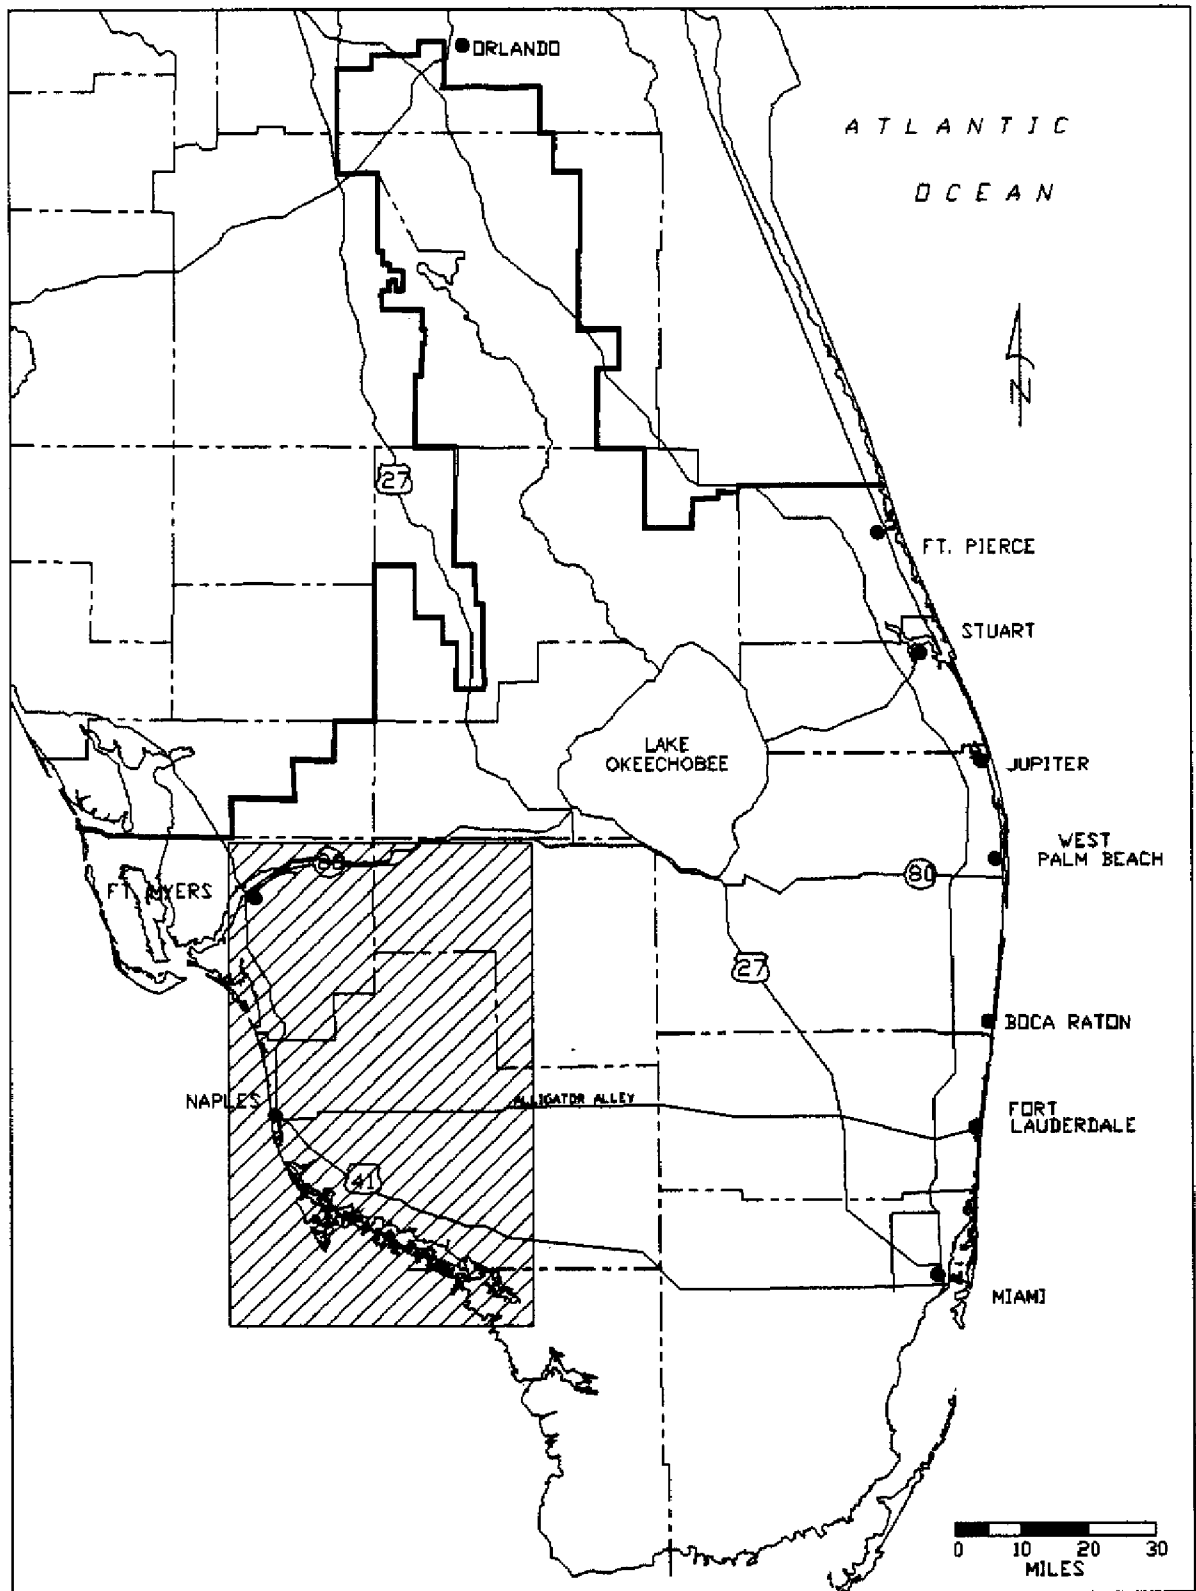 ORLANDO
ATLANTIC
OCEAN
N
27
FT. PIERCE
STUART
LAKE
OKEECHOBEE
JUPITER
WEST
PALM BEACH
80
80
FT. MYERS
27
BOCA RATON
NAPLES
ALLIGATOR ALLEY
FORT
LAUDERDALE
41
MIAMI
0 10 20 30
MILES